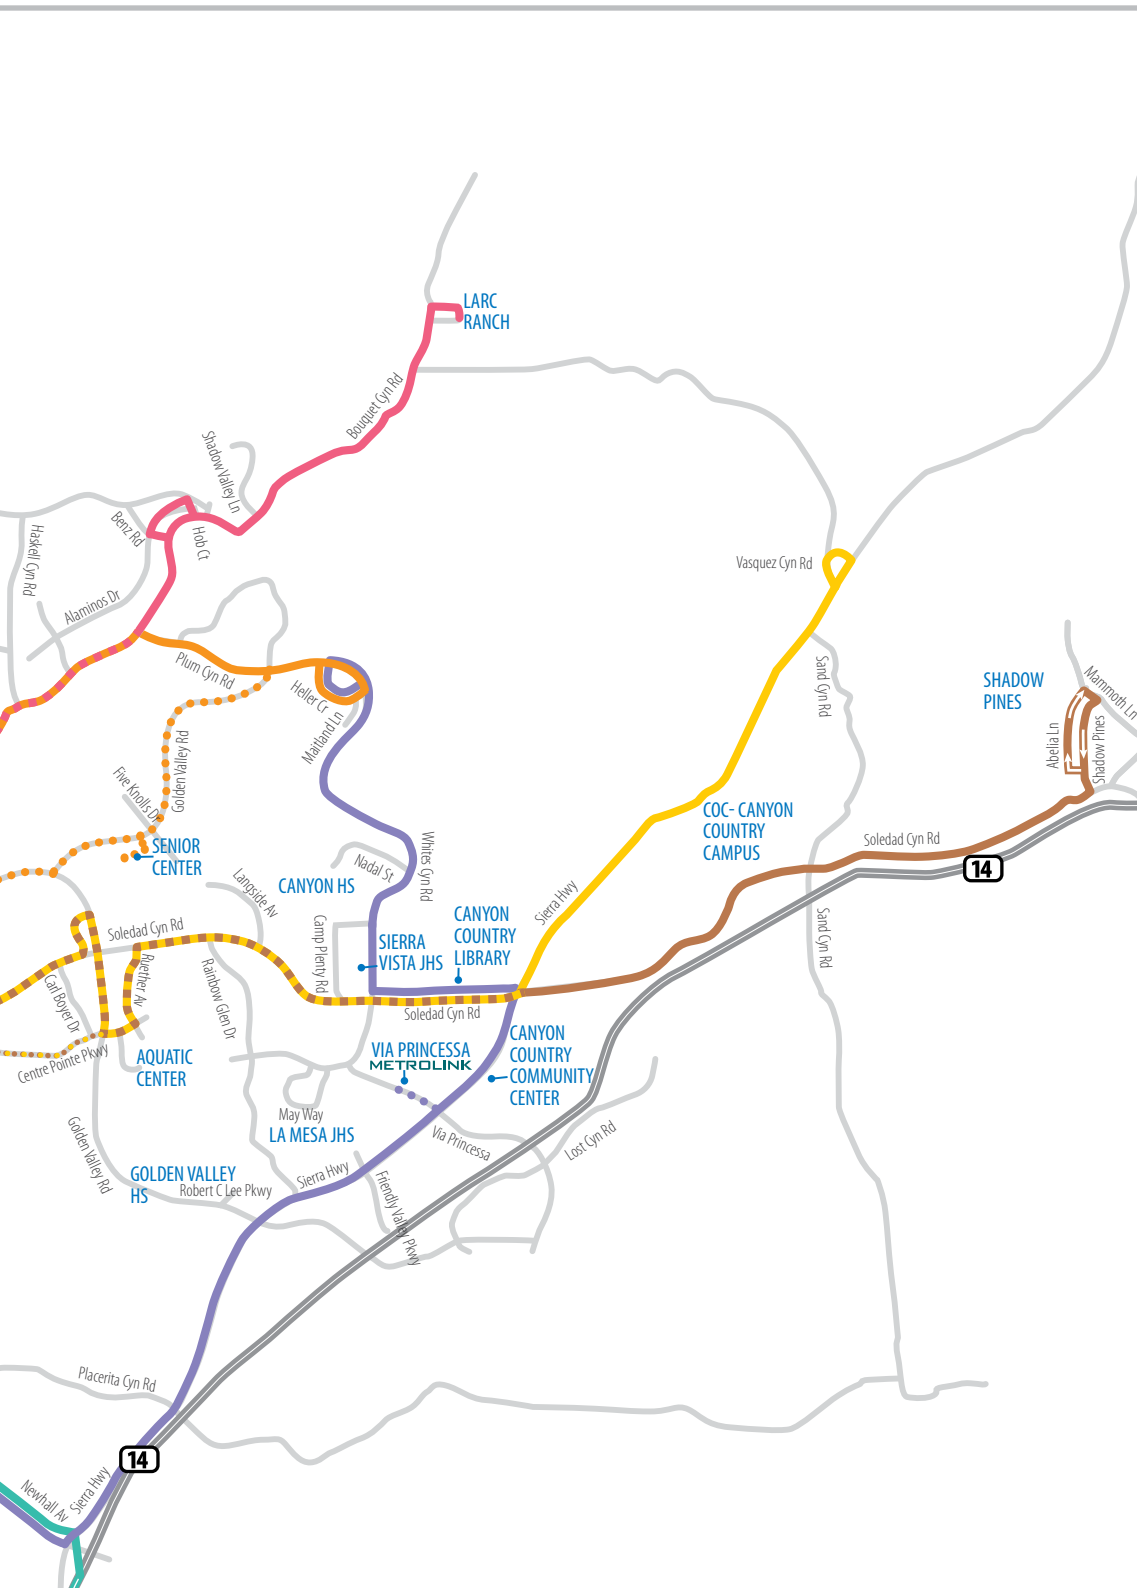 LARC
RANCH
Bouquet Cyn Rd
Shadow Valley Ln
Benz Rd
Hob Ct
Haskell Cyn Rd
Alaminos Dr
Vasquez Cyn Rd
Plum Cyn Rd
Heller Cr
Maitland Ln
Sand Cyn Rd
SHADOW
PINES
Mammoth Ln
Abelia Ln
Shadow Pines
Golden Valley Rd
Five Knolls Dr
SENIOR
CENTER
COC- CANYON
COUNTRY
CAMPUS
Soledad Cyn Rd
14
Whites Cyn Rd
Nadal St
CANYON HS
Langside Av
Sierra Hwy
CANYON
COUNTRY
LIBRARY
Camp Plenty Rd
SIERRA
VISTA JHS
Soledad Cyn Rd
Ruether Av
Rainbow Glen Dr
Carl Boyer Dr
Sand Cyn Rd
Soledad Cyn Rd
Centre Pointe Pkwy
AQUATIC
CENTER
VIA PRINCESSA
METROLINK
CANYON
COUNTRY
COMMUNITY
CENTER
May Way
LA MESA JHS
Via Princessa
Lost Cyn Rd
Golden Valley Rd
GOLDEN VALLEY
HS
Robert C Lee Pkwy
Sierra Hwy
Friendly Valley Pkwy
Placerita Cyn Rd
14
Newhall Av
Sierra Hwy